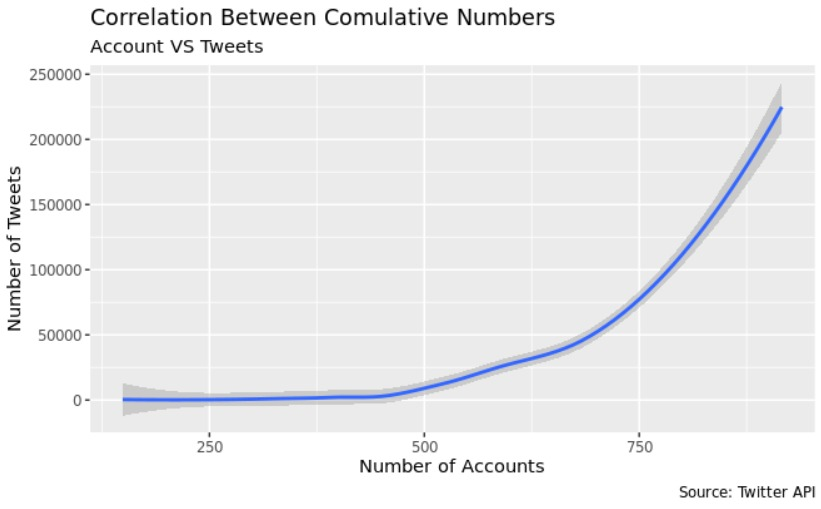 Correlation Between Comulative Numbers
Account VS Tweets
Number of Tweets
250000
200000
150000
100000
50000
0
250
500
750
Number of Accounts
Source: Twitter API